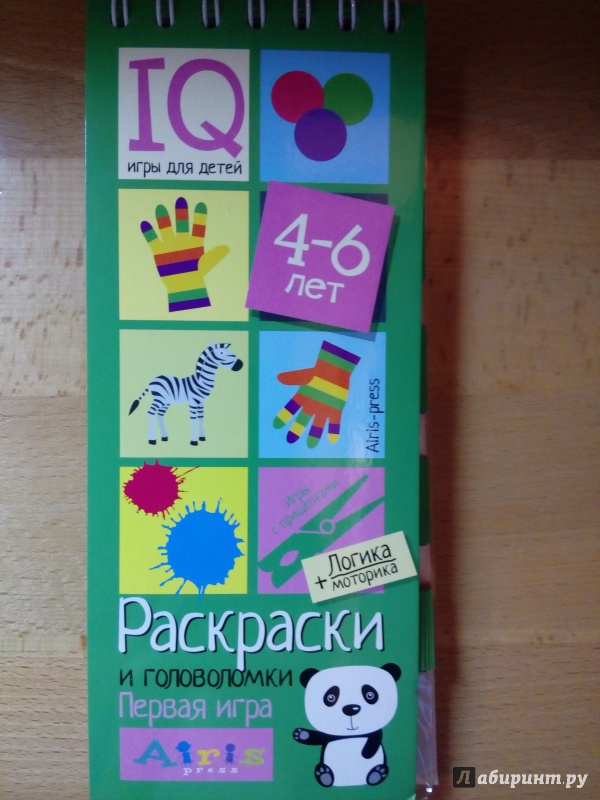 IQ
игры для детей
4-6
лет
Airis-press
Игры
с прищепками
+ Логика
моторика
Раскраски
и головоломки
Первая игра
Airis
press
Лабиринт.ру